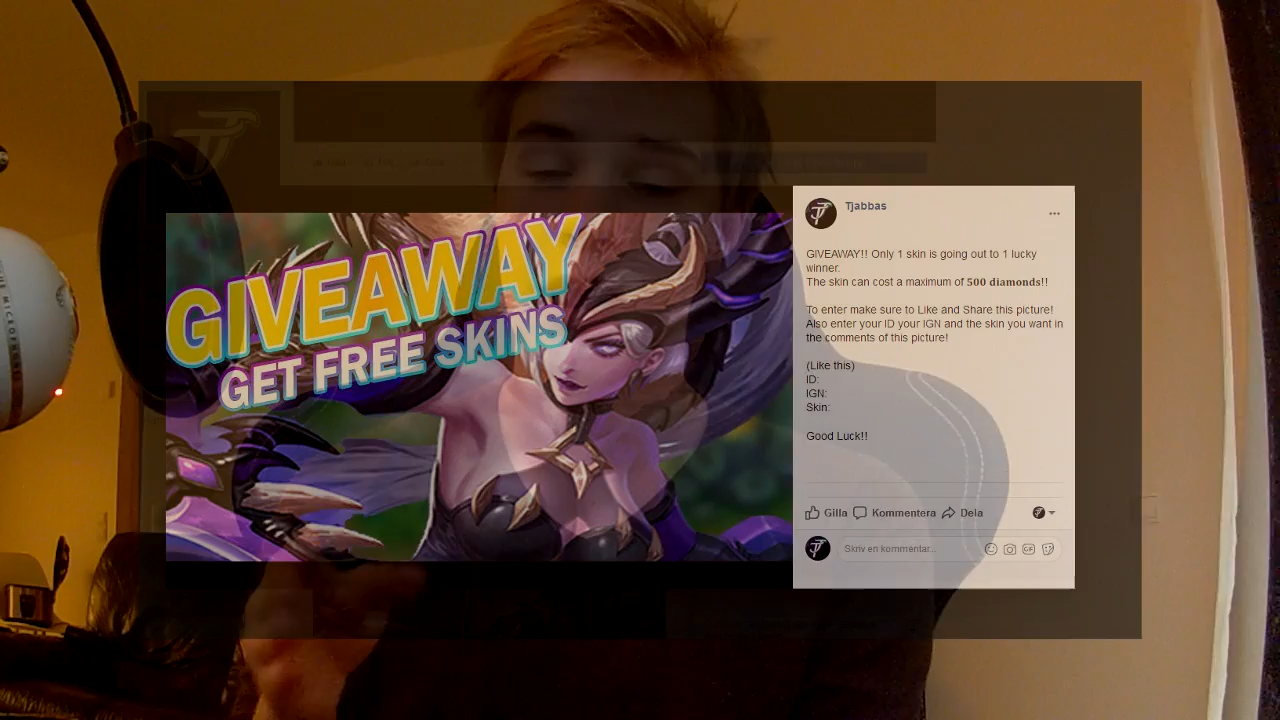 GIVEAWAY
GET FREE SKINS
Tjabbas
GIVEAWAY!! Only 1 skin is going out to 1 lucky
winner.
The skin can cost a maximum of 500 diamonds!!
To enter make sure to Like and Share this picture!
Also enter your ID your IGN and the skin you want in
the comments of this picture!
(Like this)
ID:
IGN:
Skin:
Good Luck!!
Gilla Kommentera Dela
Skriv en kommentar...
GIF